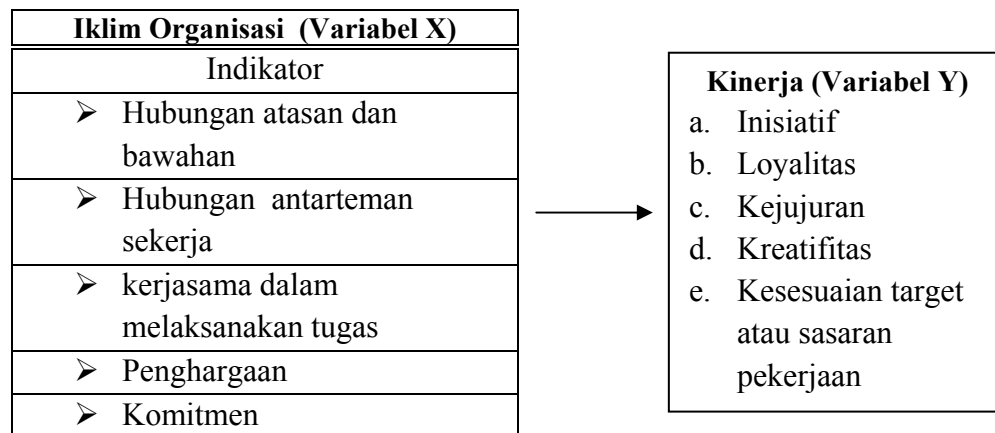 Iklim Organisasi (Variabel X)
Indikator
➢ Hubungan atasan dan
bawahan
➢ Hubungan antarteman
sekerja
➢ kerjasama dalam
melaksanakan tugas
➢ Penghargaan
➢ Komitmen
Kinerja (Variabel Y)
a. Inisiatif
b. Loyalitas
c. Kejujuran
d. Kreatifitas
e. Kesesuaian target
atau sasaran
pekerjaan